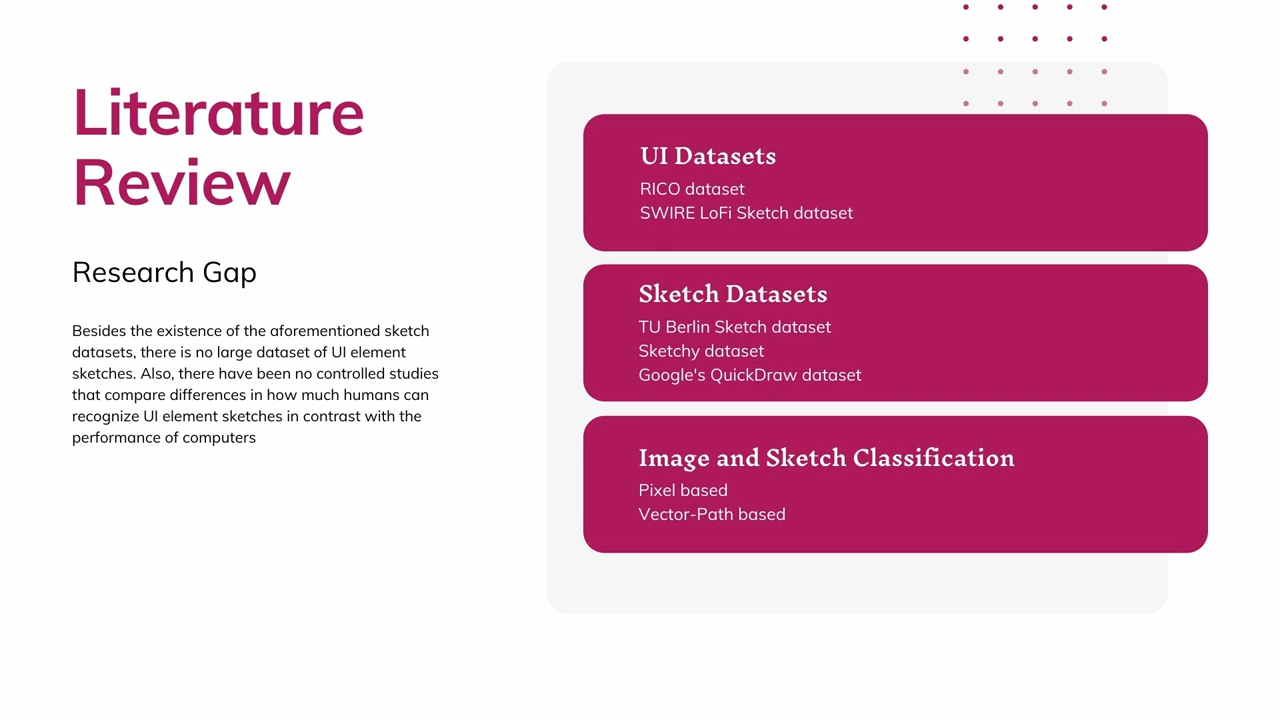 Literature
Review
Research Gap
Besides the existence of the aforementioned sketch
datasets, there is no large dataset of UI element
sketches. Also, there have been no controlled studies
that compare differences in how much humans can
recognize UI element sketches in contrast with the
performance of computers
UI Datasets
RICO dataset
SWIRE LoFi Sketch dataset
Sketch Datasets
TU Berlin Sketch dataset
Sketchy dataset
Google's QuickDraw dataset
Image and Sketch Classification
Pixel based
Vector-Path based